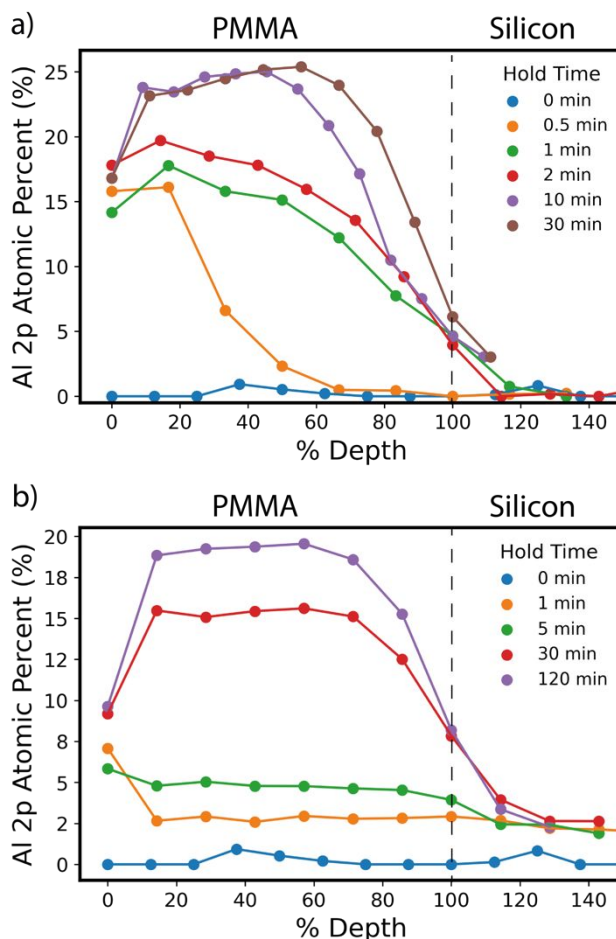 a)
PMMA Silicon
Al 2p Atomic Percent (%)
25
20
15
10
5
0
Hold Time
0 min
0.5 min
1 min
2 min
10 min
30 min
0 20 40 60 80 100 120 140
% Depth
b)
PMMA Silicon
Al 2p Atomic Percent (%)
20
18
15
12
10
8
5
2
0
Hold Time
0 min
1 min
5 min
30 min
120 min
0 20 40 60 80 100 120 140
% Depth